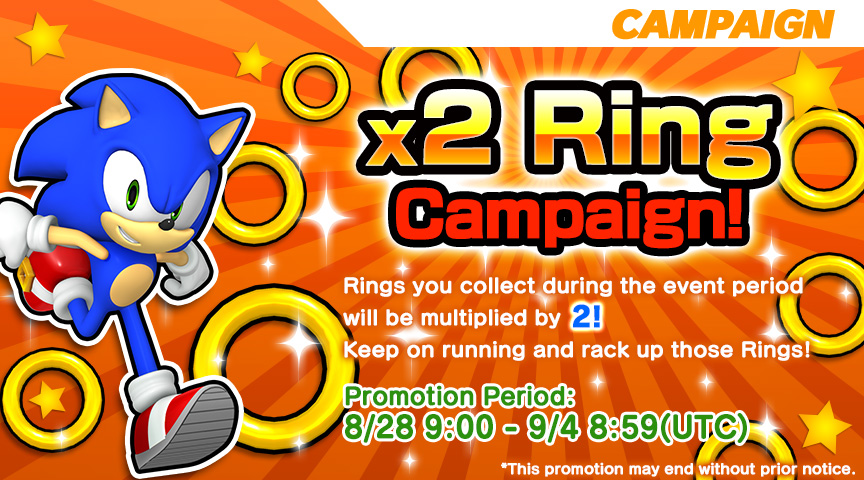 CAMPAIGN
x2 Ring
Campaign!
Rings you collect during the event period
will be multiplied by 2!
Keep on running and rack up those Rings!
Promotion Period:
8/28 9:00 - 9/4 8:59(UTC)
*This promotion may end without prior notice.